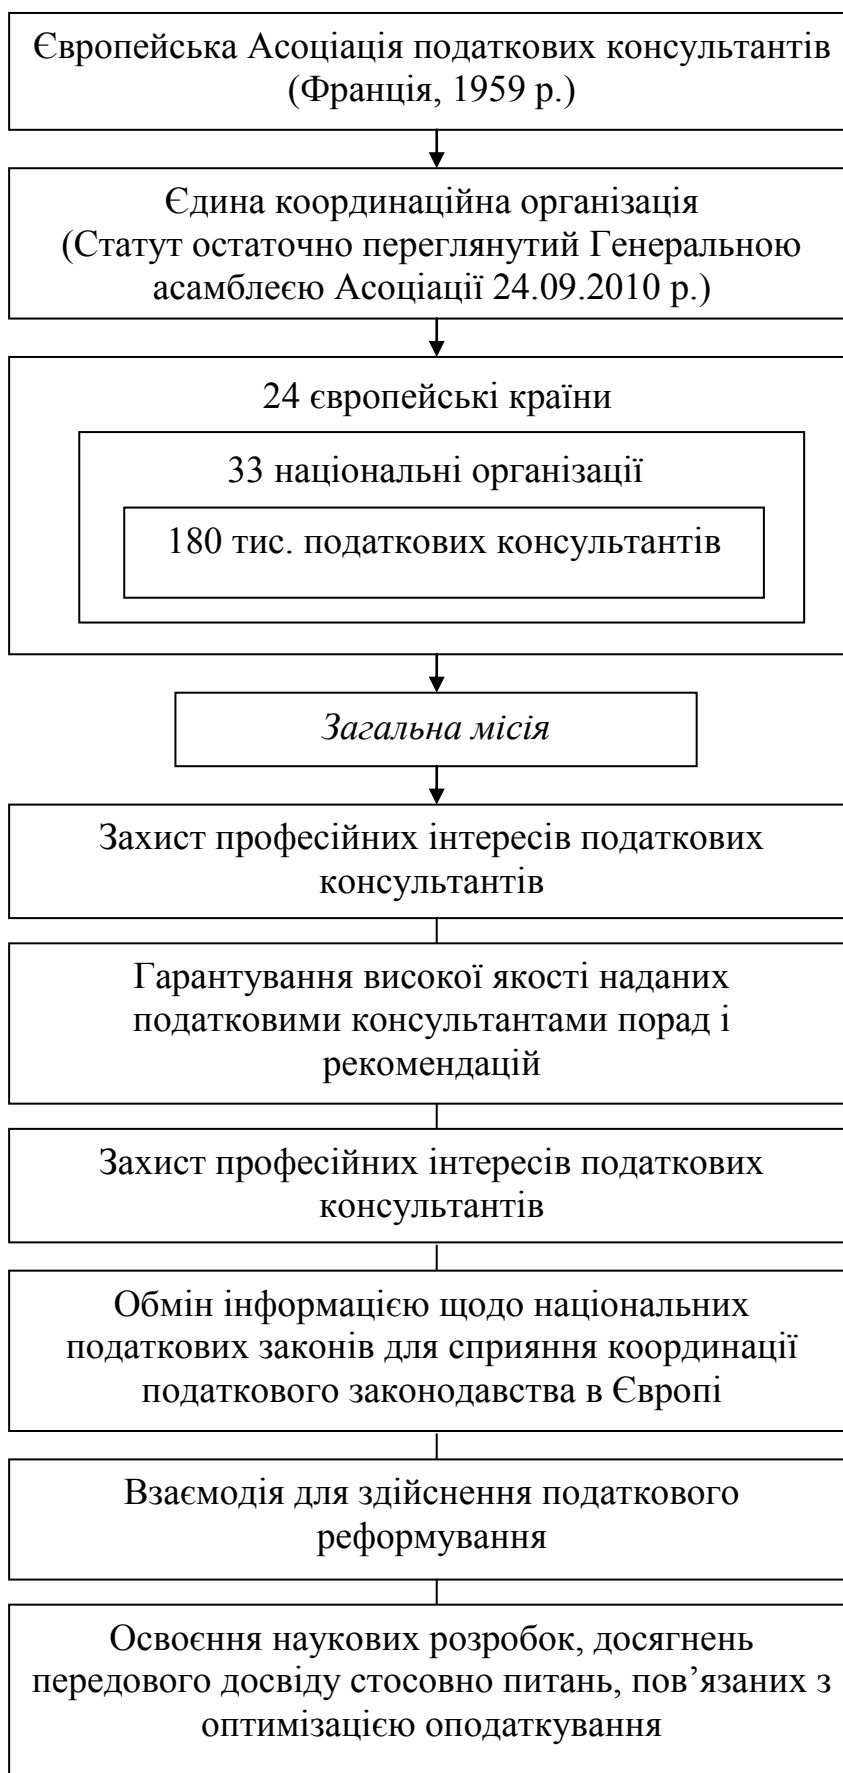 Європейська Асоціація податкових консультантів
(Франція, 1959 р.)
Єдина координаційна організація
(Статут остаточно переглянутий Генеральною
асамблеєю Асоціації 24.09.2010 р.)
24 європейські країни
33 національні організації
180 тис. податкових консультантів
Загальна місія
Захист професійних інтересів податкових
консультантів
Гарантування високої якості наданих
податковими консультантами порад і
рекомендацій
Захист професійних інтересів податкових
консультантів
Обмін інформацією щодо національних
податкових законів для сприяння координації
податкового законодавства в Європі
Взаємодія для здійснення податкового
реформування
Освоєння наукових розробок, досягнень
передового досвіду стосовно питань, пов’язаних з
оптимізацією оподаткування